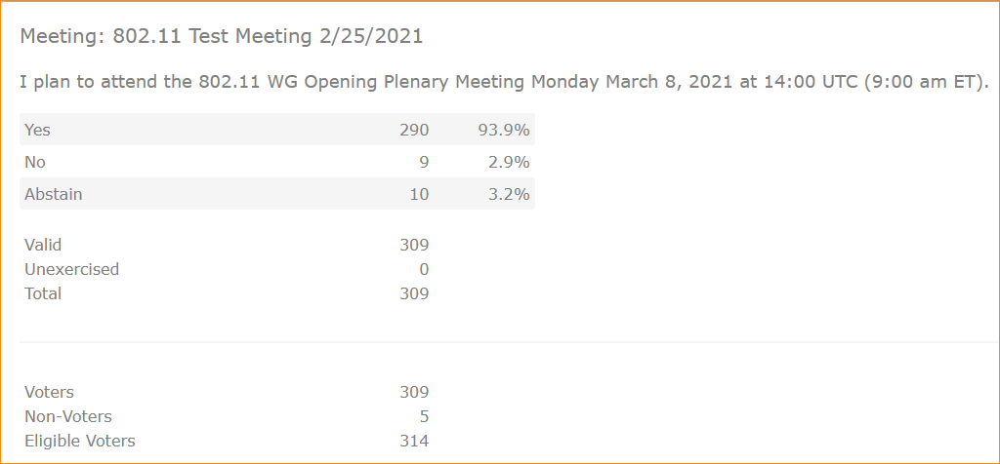 Meeting: 802.11 Test Meeting 2/25/2021
I plan to attend the 802.11 WG Opening Plenary Meeting Monday March 8, 2021 at 14:00 UTC (9:00 am ET).
Yes 290 93.9%
No 9 2.9%
Abstain 10 3.2%
Valid 309
Unexercised 0
Total 309
Voters 309
Non-Voters 5
Eligible Voters 314